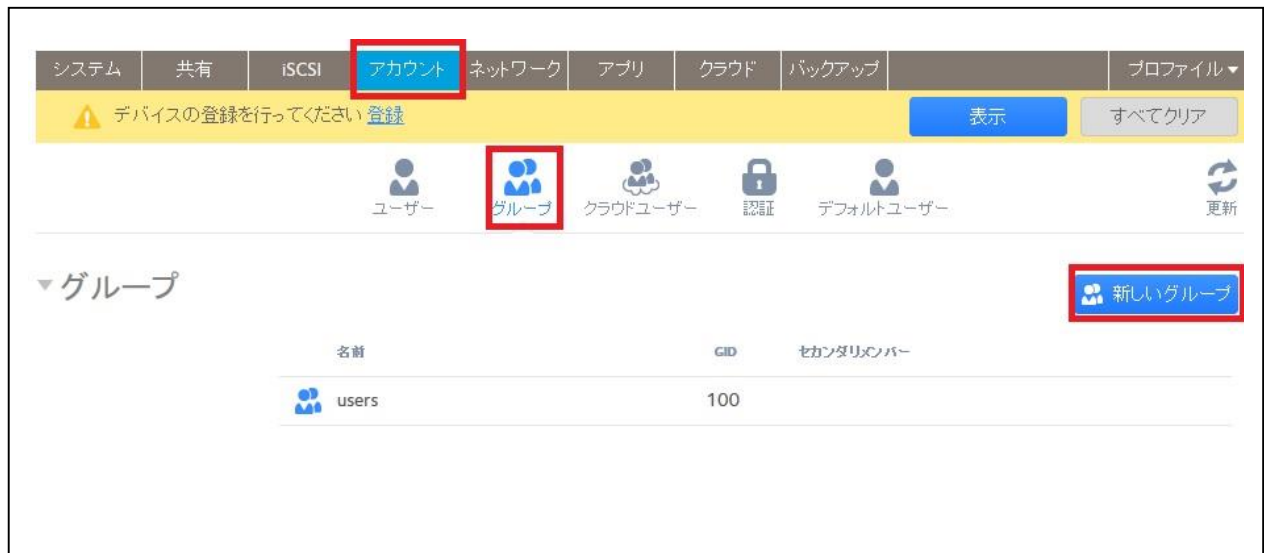 システム 共有 iSCSI アカウント ネットワーク アプリ クラウド バックアップ プロファイル▼
デバイスの登録を行ってください 登録 表示 すべてクリア
ユーザー グループ クラウドユーザー 認証 デフォルトユーザー 更新
グループ 新しいグループ
名前 GID セカンダリメンバー
users 100